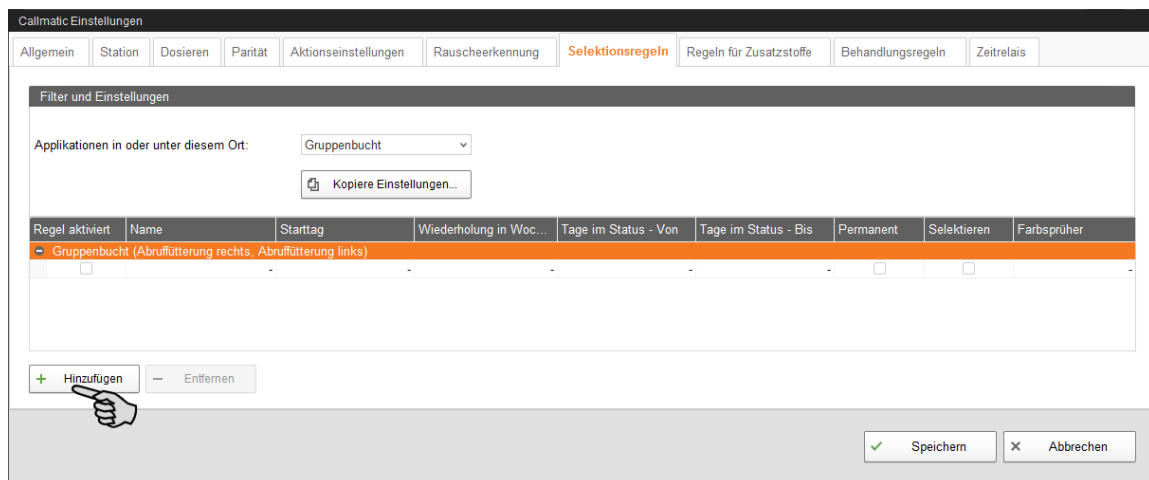 Callmatic Einstellungen
Allgemein Station Dosieren Parität Aktionseinstellungen Rauscheerkennung Selektionsregeln Regeln für Zusatzstoffe Behandlungsregeln Zeitrelais
Filter und Einstellungen
Applikationen in oder unter diesem Ort: Gruppenbucht
Kopiere Einstellungen...
Regel aktiviert Name Starttag Wiederholung in Woc... Tage im Status - Von Tage im Status - Bis Permanent Selektieren Farbsprüher
Gruppenbucht (Abruffütterung rechts, Abruffütterung links)
- - - - - -
+ Hinzufügen — Entfernen
Speichern Abbrechen